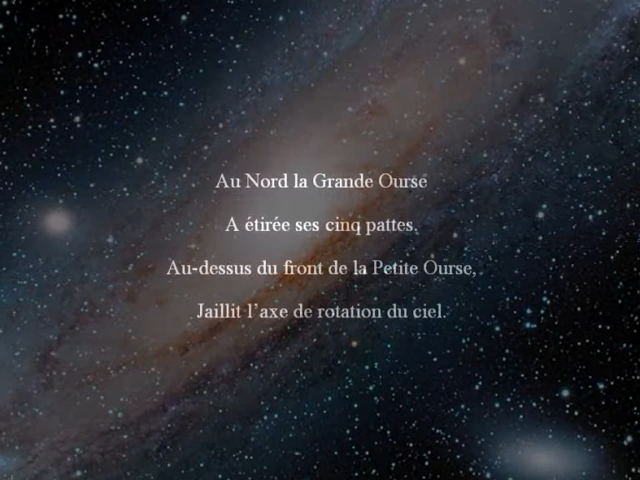 Au Nord la Grande Ourse
A étirée ses cinq pattes.
Au-dessus du front de la Petite Ourse,
Jaillit l'axe de rotation du ciel.